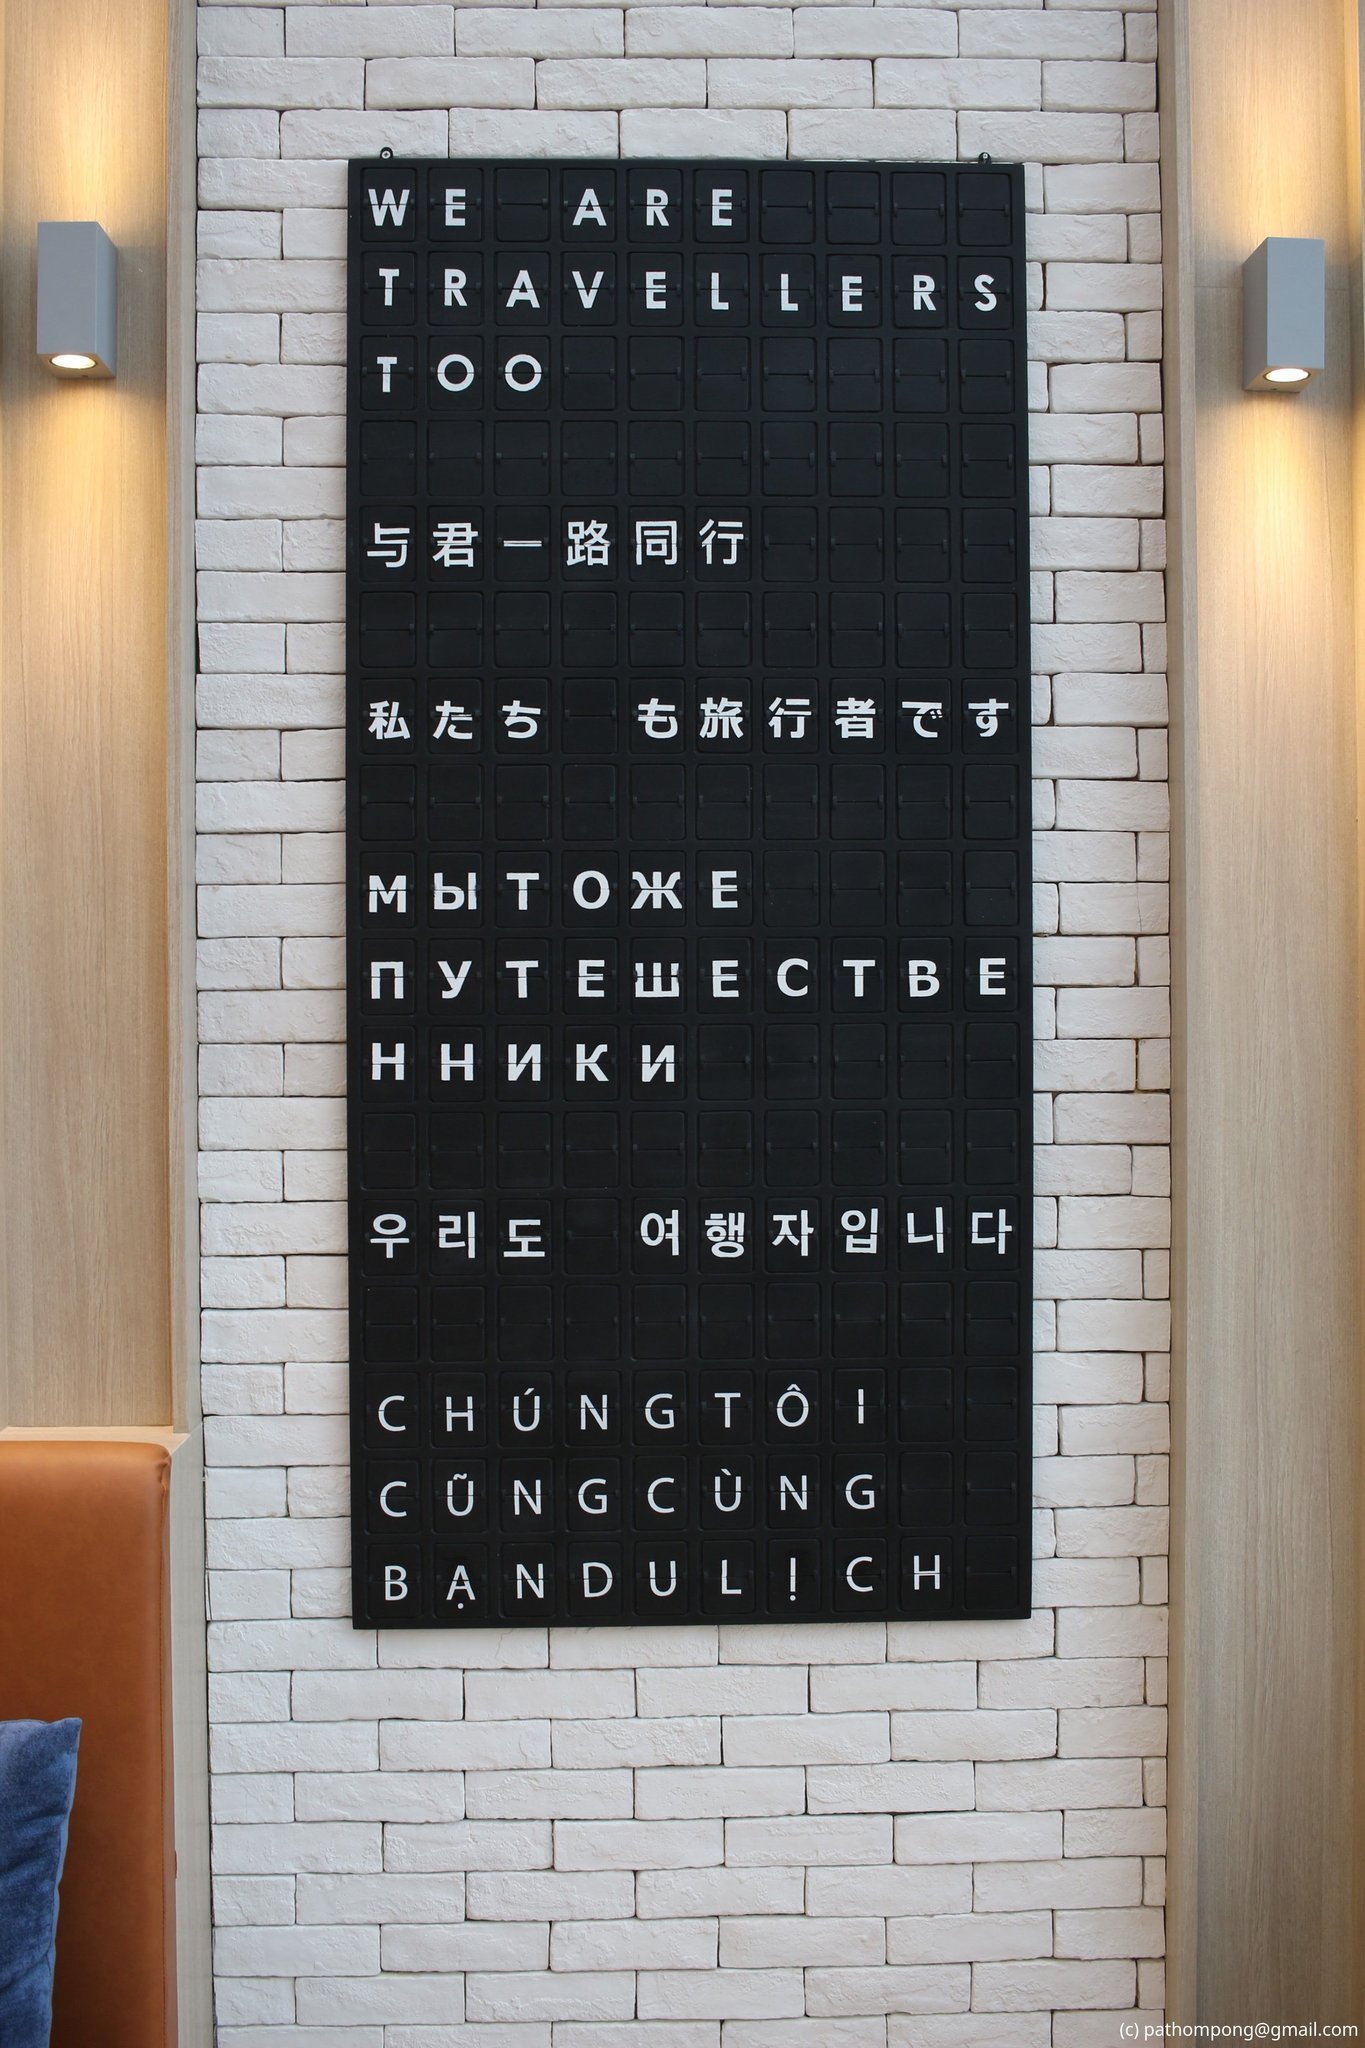 WE ARE
TRAVELLERS
TOO
与君一路同行
私たち も旅行者です
МЫТОЖЕ
ПУТЕШЕСТВЕ
ННИКИ
우리도 여행자입니다
CHÚNGTÔI
CŨNGCÙNG
BẠNDULỊCH
(c) pathompong@gmail.com